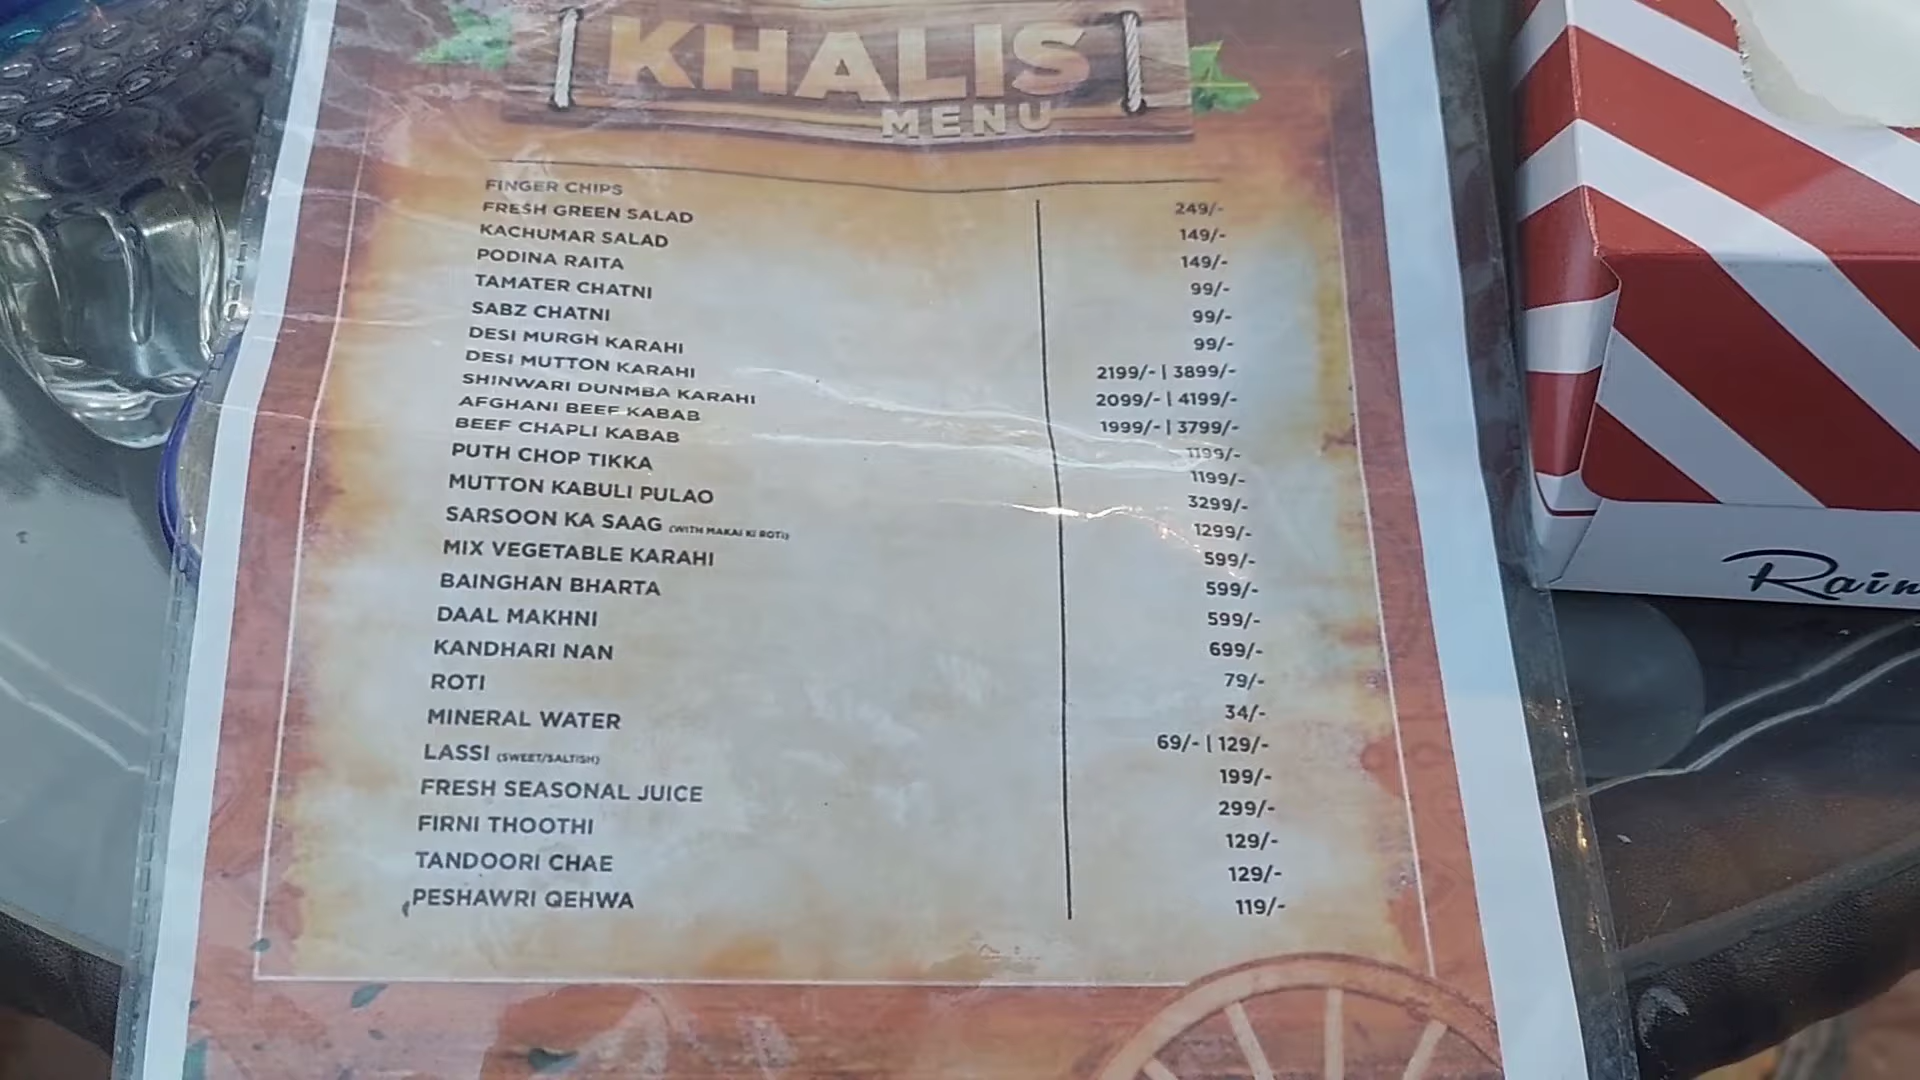 KHALIS
MENU
FINGER CHIPS 249/-
FRESH GREEN SALAD 149/-
KACHUMAR SALAD 149/-
PODINA RAITA 99/-
TAMATER CHATNI 99/-
SABZ CHATNI 99/-
DESI MURGH KARAHI 2199/- | 3899/-
DESI MUTTON KARAHI 2099/- | 4199/-
SHINWARI DUNMBA KARAHI 1999/- | 3799/-
AFGHANI BEEF KABAB 1199/-
BEEF CHAPLI KABAB 1199/-
PUTH CHOP TIKKA 3299/-
MUTTON KABULI PULAO 1299/-
SARSOON KA SAAG (WITH MAKAI KI ROTI) 599/-
MIX VEGETABLE KARAHI 599/-
BAINGHAN BHARTA 599/-
DAAL MAKHNI 699/-
KANDHARI NAN 79/-
ROTI 34/-
MINERAL WATER 69/- | 129/-
LASSI (SWEET/SALTISH) 199/-
FRESH SEASONAL JUICE 299/-
FIRNI THOOTHI 129/-
TANDOORI CHAE 129/-
PESHAWRI QEHWA 119/-